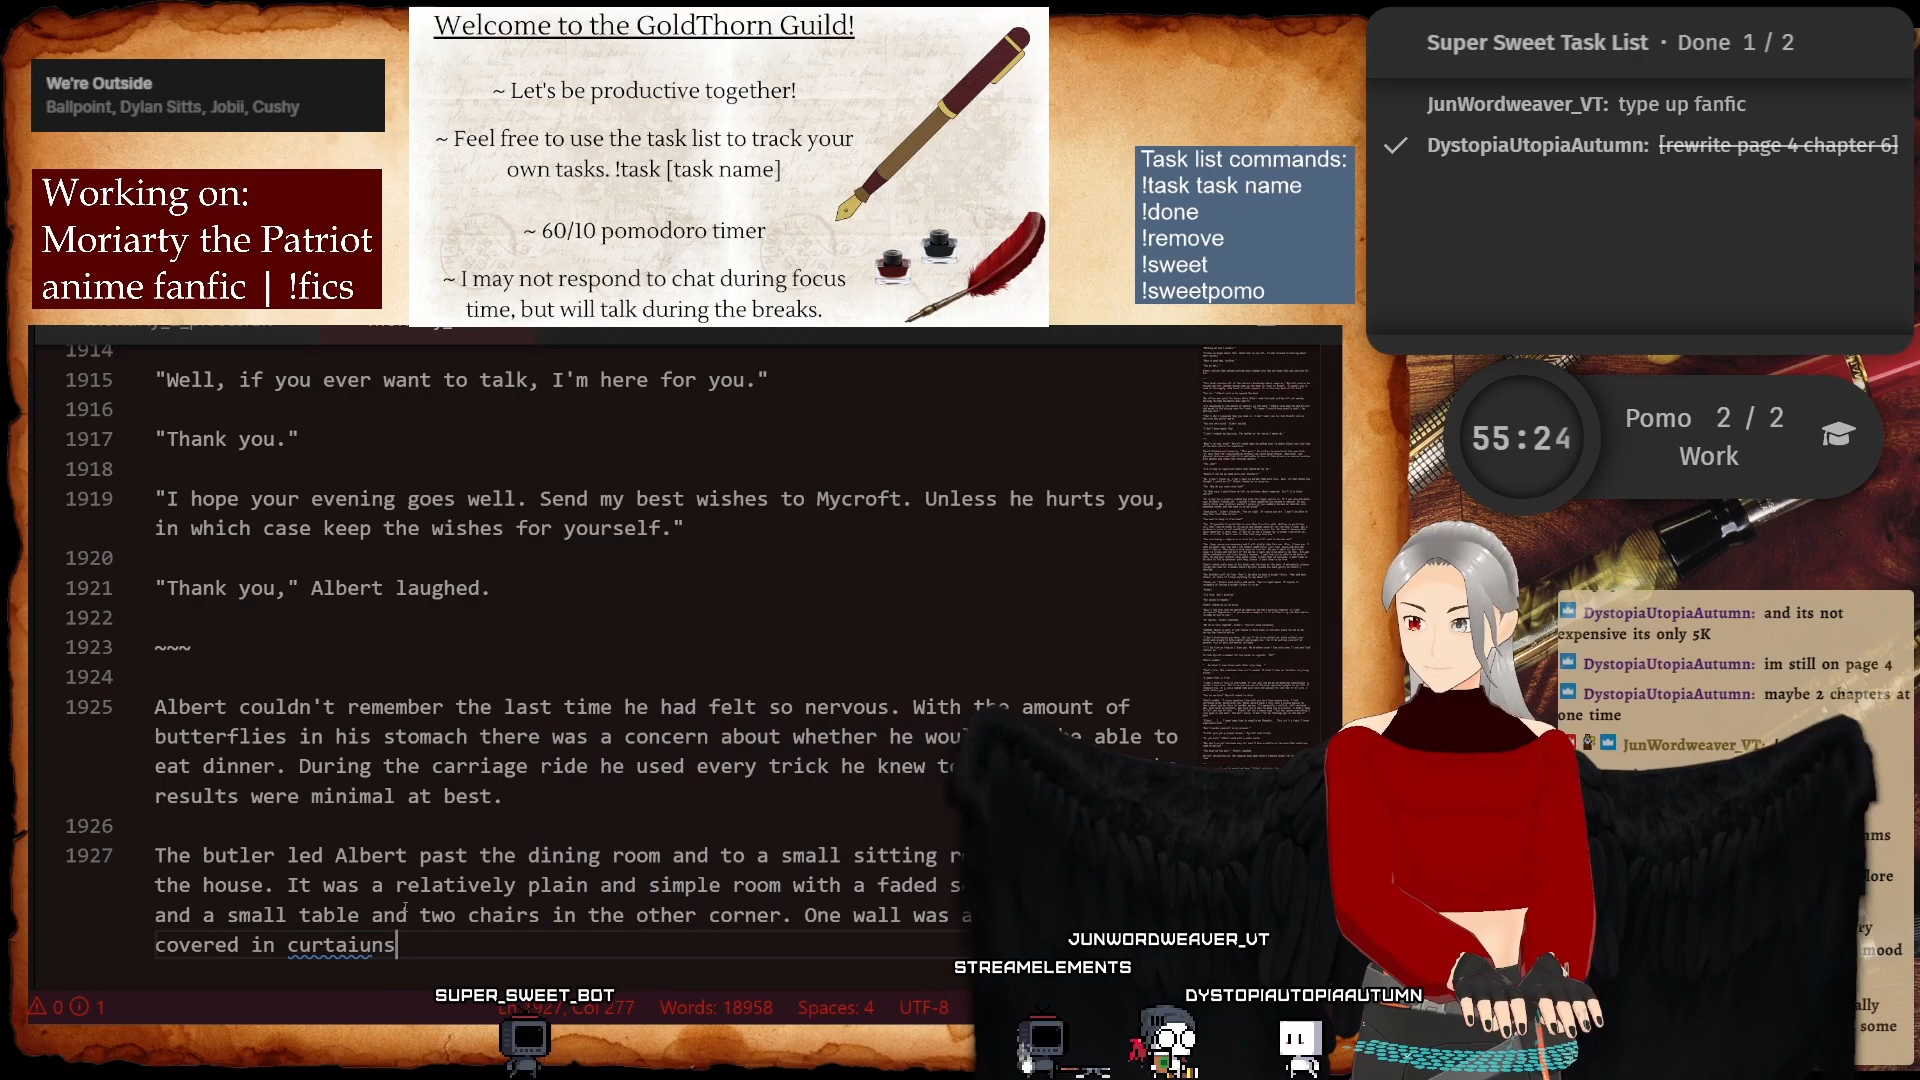 We're Outside
Ballpoint, Dylan Sitts, Jobii, Cushy
Working on:
Moriarty the Patriot
anime fanfic | !fics
Welcome to the GoldThorn Guild!
~ Let's be productive together!
~ Feel free to use the task list to track your
own tasks. !task [task name]
~ 60/10 pomodoro timer
~ I may not respond to chat during focus
time, but will talk during the breaks.
Task list commands:
!task task name
!done
!remove
!sweet
!sweetpomo
Super Sweet Task List · Done 1 / 2
JunWordweaver_VT: type up fanfic
DystopiaUtopiaAutumn: [rewrite page 4 chapter 6]
55:24
Pomo 2 / 2
Work
1914
1915 "Well, if you ever want to talk, I'm here for you."
1916
1917 "Thank you."
1918
1919 "I hope your evening goes well. Send my best wishes to Mycroft. Unless he hurts you,
in which case keep the wishes for yourself."
1920
1921 "Thank you," Albert laughed.
1922
1923 ~~~
1924
1925 Albert couldn't remember the last time he had felt so nervous. With the amount of
butterflies in his stomach there was a concern about whether he be able to
eat dinner. During the carriage ride he used every trick he knew
results were minimal at best.
1926
1927 The butler led Albert past the dining room and to a small sitting
the house. It was a relatively plain and simple room with a faded
and a small table and two chairs in the other corner. One wall was
covered in curtaiuns
0 1
Col 277 Words: 18958 Spaces: 4 UTF-8
DystopiaUtopiaAutumn: and its not
expensive its only 5K
DystopiaUtopiaAutumn: im still on page 4
DystopiaUtopiaAutumn: maybe 2 chapters at
one time
JunWordweaver_VT:
mood
some
JUNWORDWEAVER_VT
STREAMELEMENTS
SUPER_SWEET_BOT
DYSTOPIAUTOPIAAUTUMN